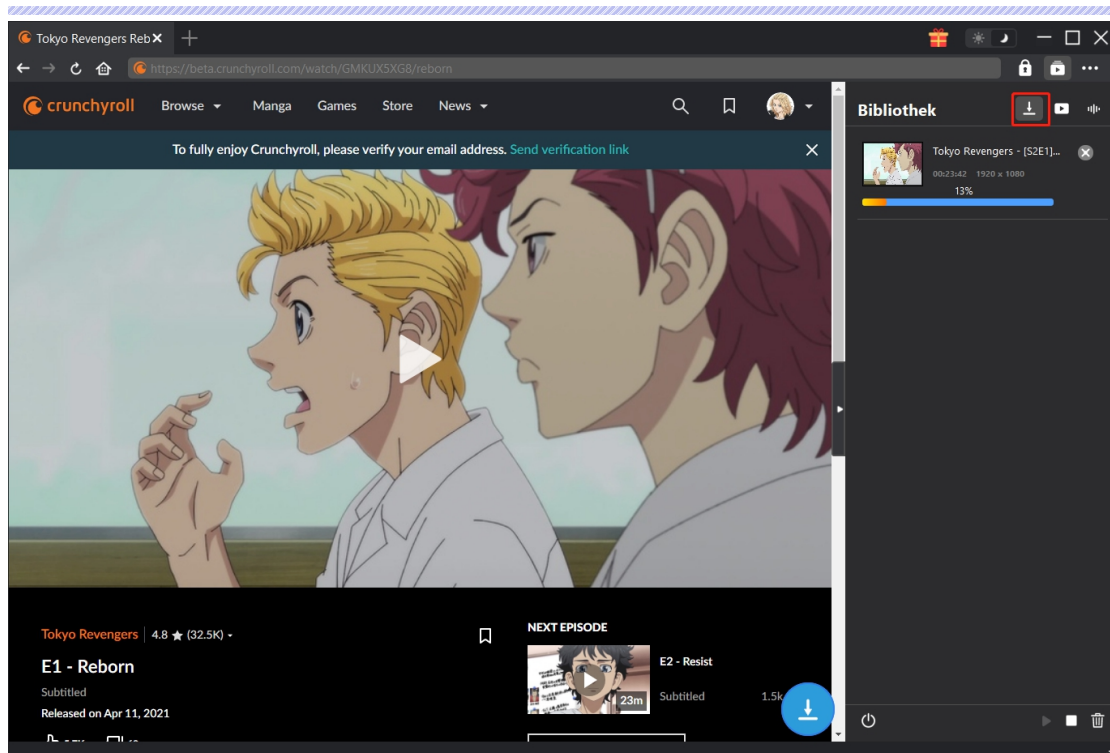 Tokyo Revengers Reb
https://beta.crunchyroll.com/watch/GMKUX5XG8/reborn
crunchyroll Browse Manga Games Store News
To fully enjoy Crunchyroll, please verify your email address. Send verification link
Tokyo Revengers 4.8 ★ (32.5K)
E1 - Reborn
Subtitled
Released on Apr 11, 2021
NEXT EPISODE
E2 - Resist
23m
Subtitled 1.5k
Bibliothek
Tokyo Revengers - [S2E1]...
00:23:42 1920 x 1080
13%